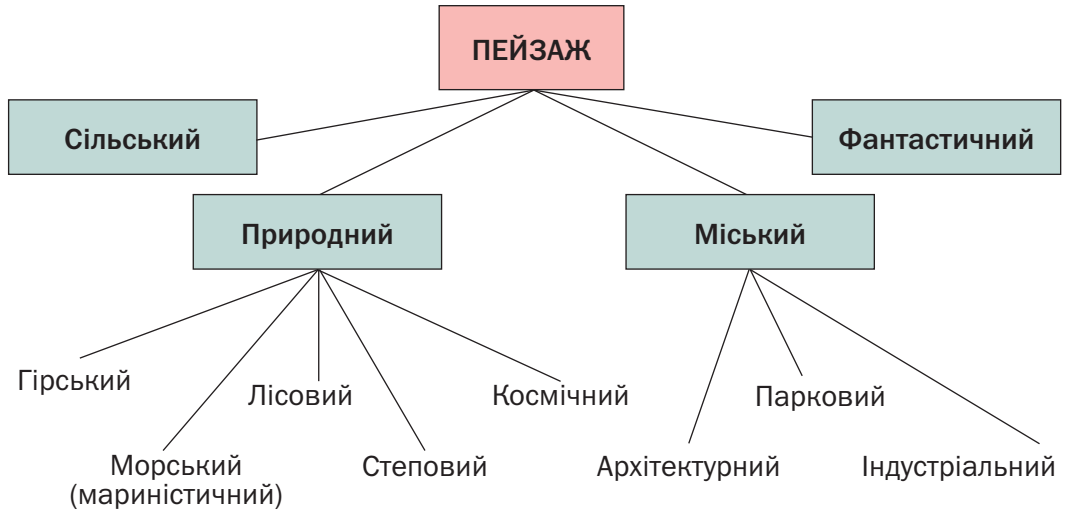 ПЕЙЗАЖ
Сільський
Фантастичний
Природний
Міський
Гірський
Лісовий
Космічний
Парковий
Морський
(мариністичний)
Степовий
Архітектурний
Індустріальний